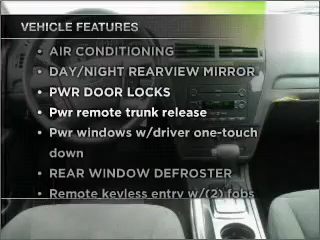 VEHICLE FEATURES
• AIR CONDITIONING
• DAY/NIGHT REARVIEW MIRROR
• PWR DOOR LOCKS
• Pwr remote trunk release
• Pwr windows w/driver one-touch
down
• REAR WINDOW DEFROSTER
• Remote keyless entry w/(2) fobs